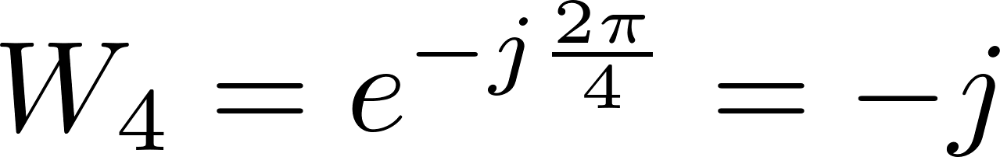 W_4 = e^{-j\frac{2\pi}{4}} = -j